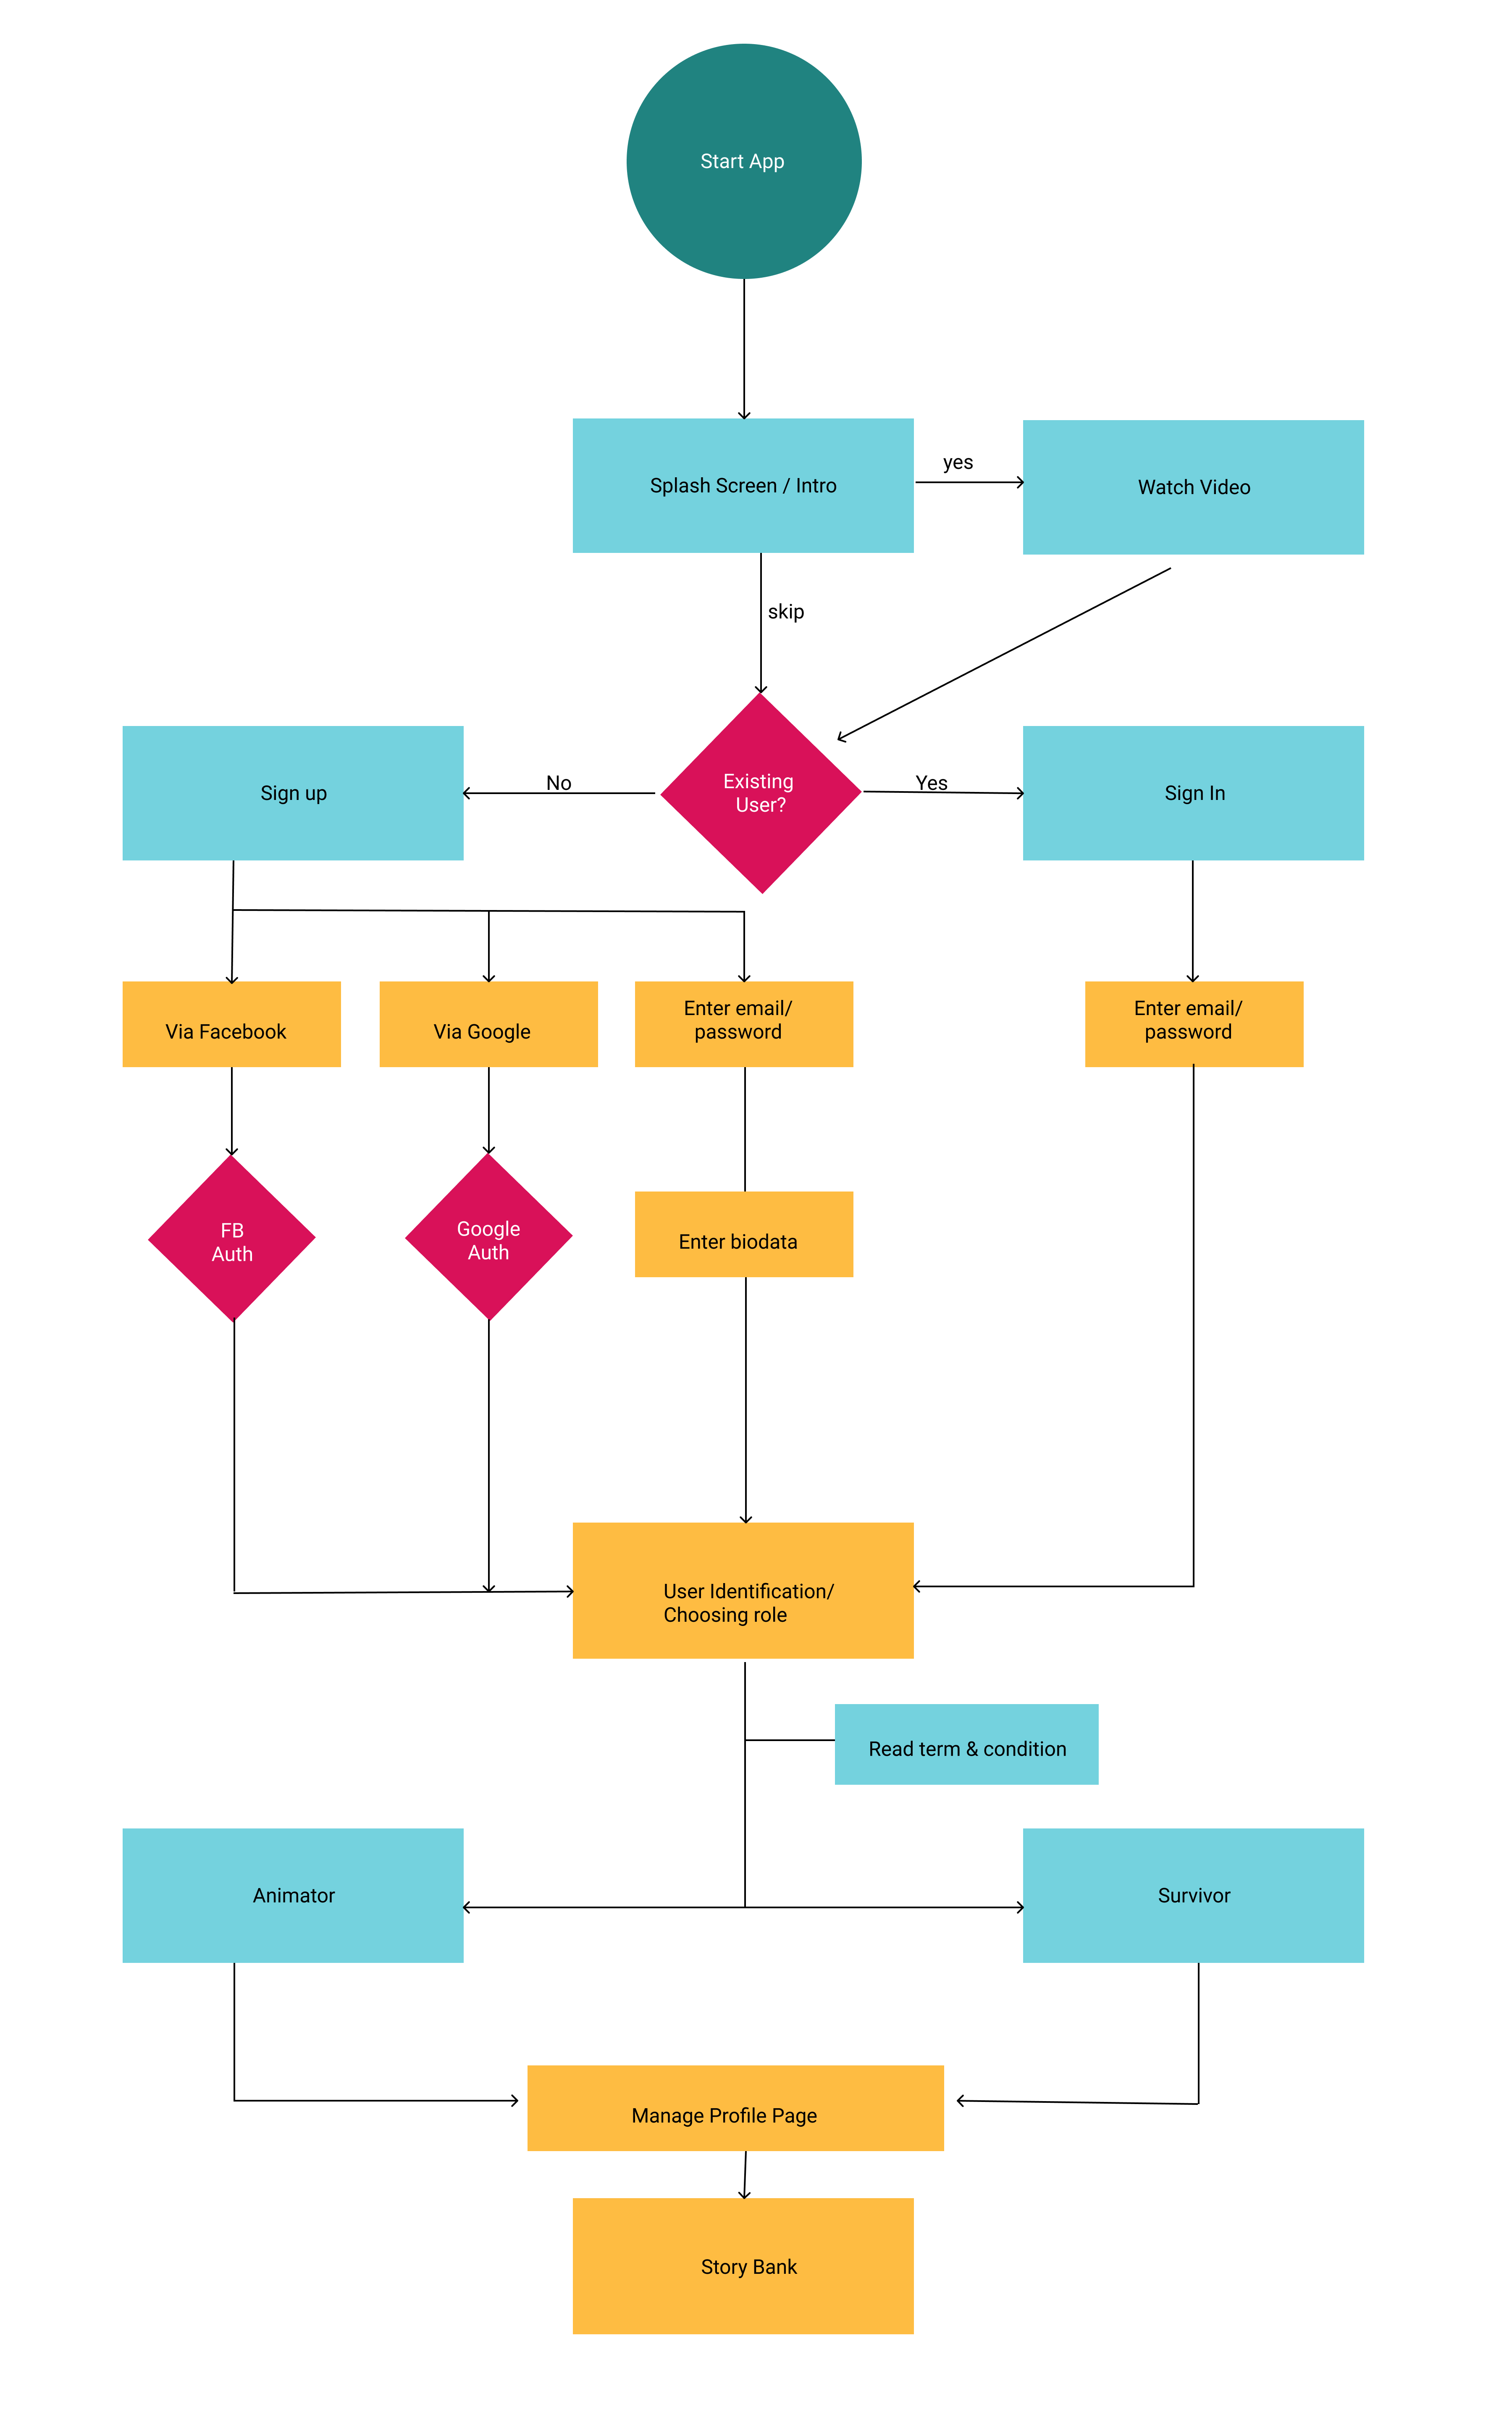 Start App
Splash Screen / Intro
yes
Watch Video
skip
Sign up
No
Existing
User?
Yes
Sign In
Via Facebook
Via Google
Enter email/
password
Enter email/
password
FB
Auth
Google
Auth
Enter biodata
User Identification/
Choosing role
Read term & condition
Animator
Survivor
Manage Profile Page
Story Bank